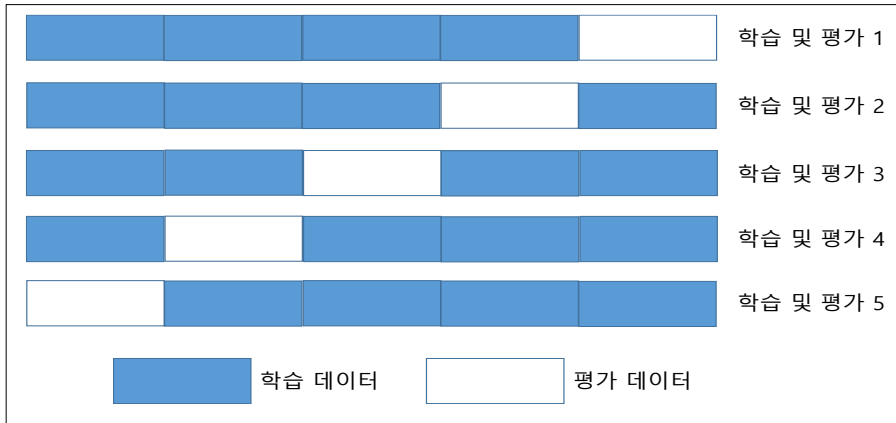 학습 및 평가 1
학습 및 평가 2
학습 및 평가 3
학습 및 평가 4
학습 및 평가 5
학습 데이터
평가 데이터